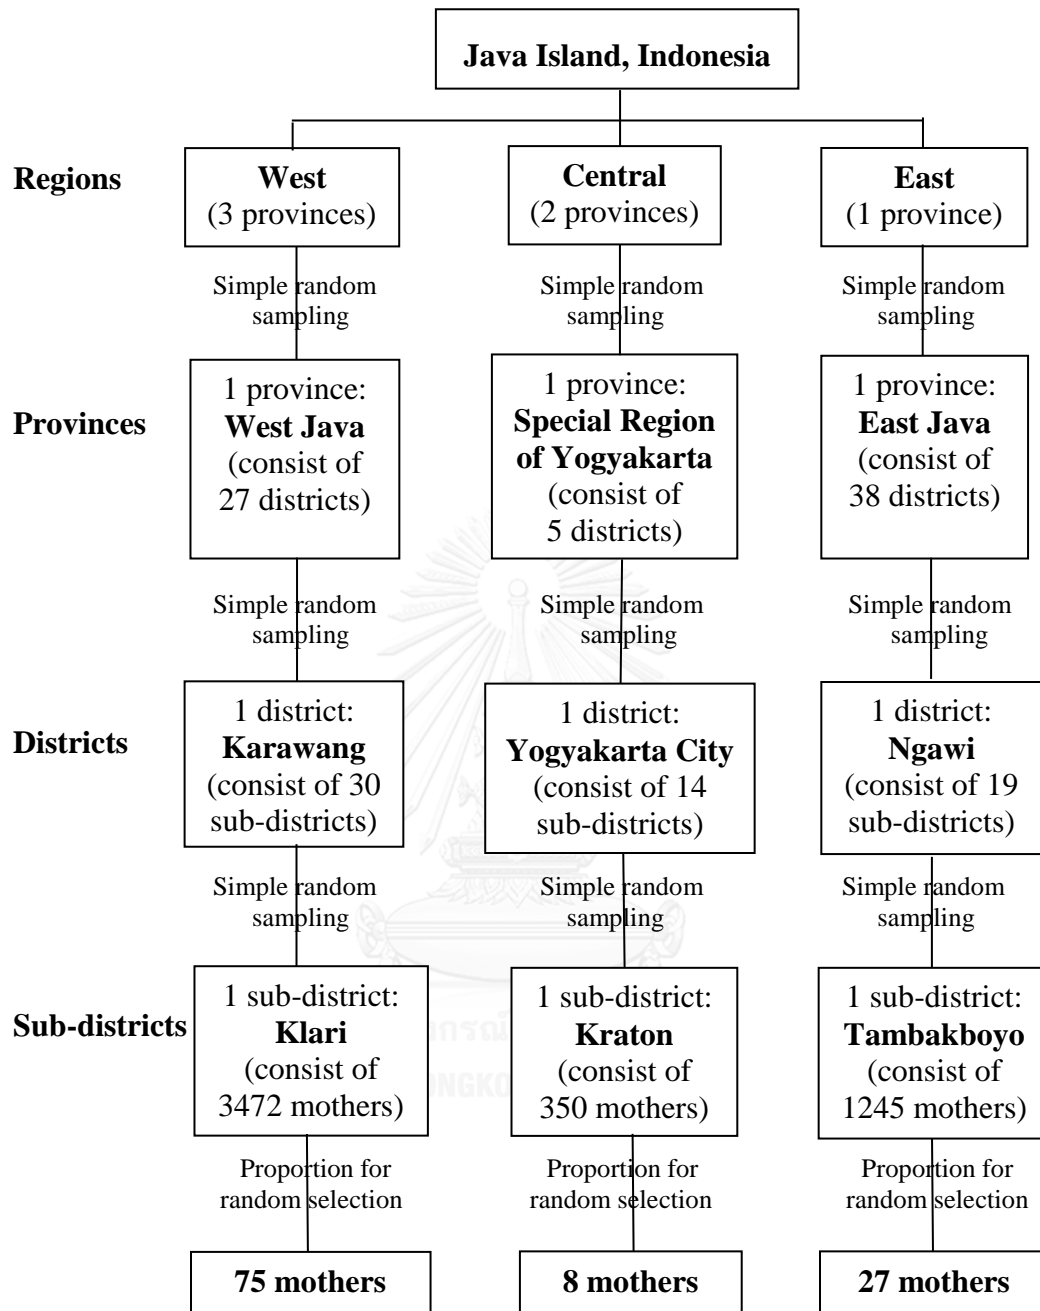 Java Island, Indonesia
Regions
West
(3 provinces)
Central
(2 provinces)
East
(1 province)
Simple random
sampling
Simple random
sampling
Simple random
sampling
Provinces
1 province:
West Java
(consist of
27 districts)
1 province:
Special Region
of Yogyakarta
(consist of
5 districts)
1 province:
East Java
(consist of
38 districts)
Simple random
sampling
Simple random
sampling
Simple random
sampling
Districts
1 district:
Karawang
(consist of 30
sub-districts)
1 district:
Yogyakarta City
(consist of 14
sub-districts)
1 district:
Ngawi
(consist of 19
sub-districts)
Simple random
sampling
Simple random
sampling
Simple random
sampling
Sub-districts
1 sub-district:
Klari
(consist of
3472 mothers)
1 sub-district:
Kraton
(consist of
350 mothers)
1 sub-district:
Tambakboyo
(consist of
1245 mothers)
Proportion for
random selection
Proportion for
random selection
Proportion for
random selection
75 mothers
8 mothers
27 mothers